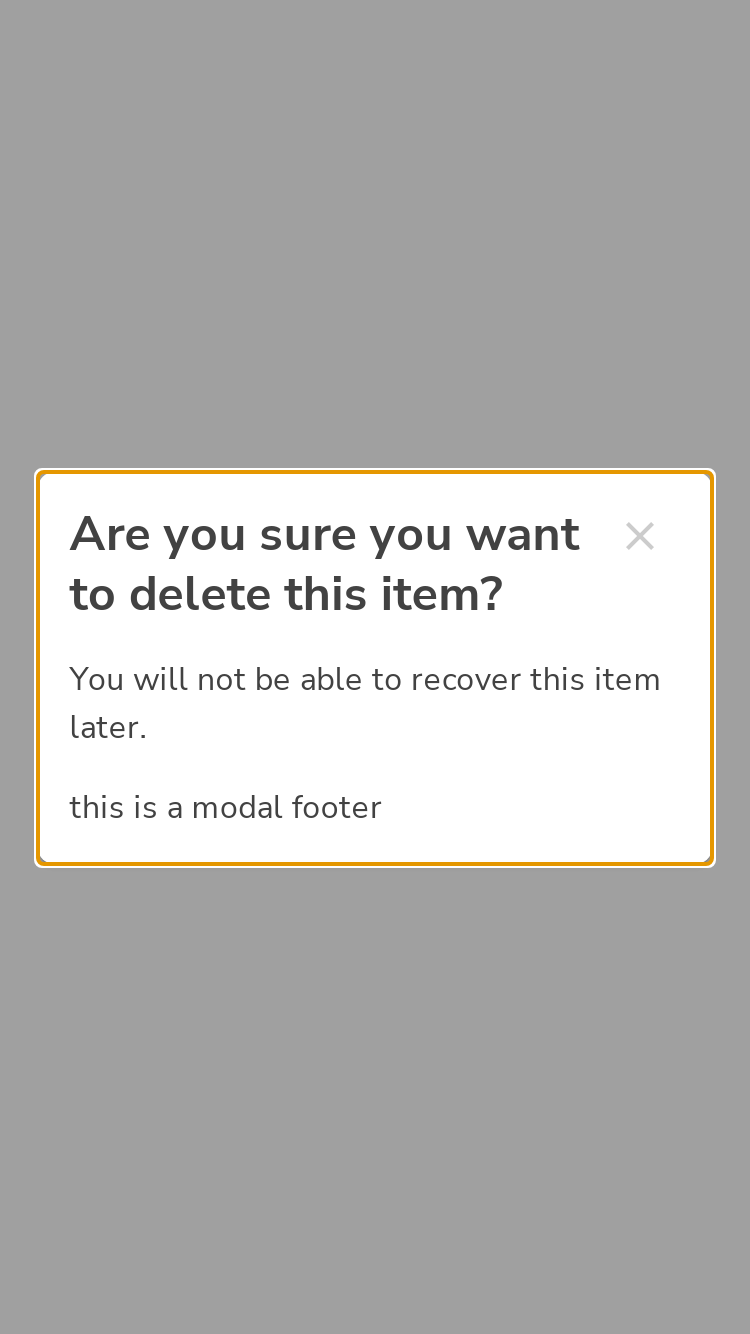 Are you sure you want
to delete this item?
You will not be able to recover this item
later.
this is a modal footer